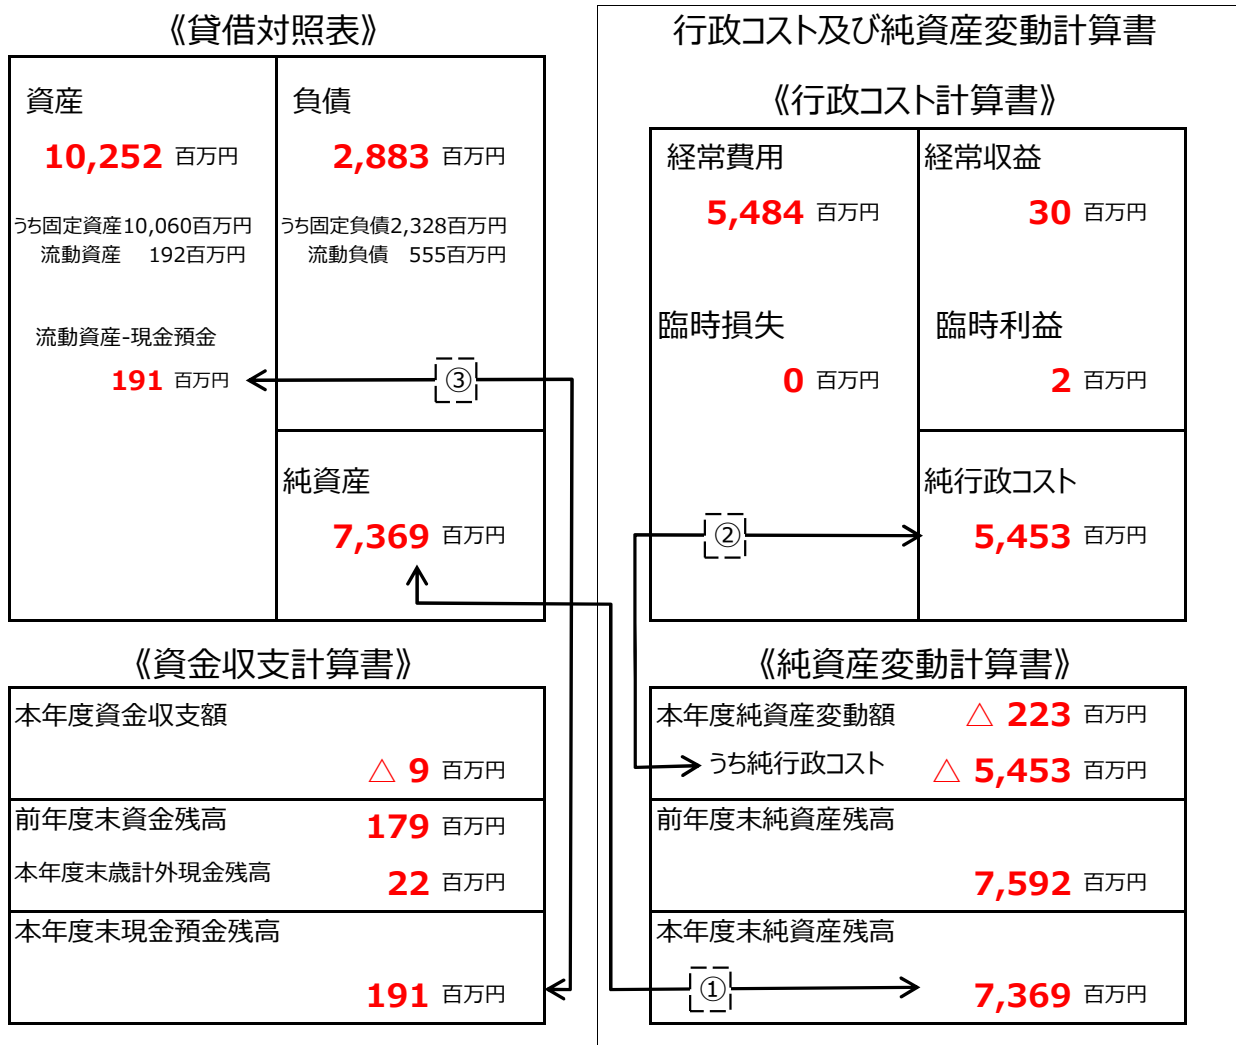 《貸借対照表》
資産
10,252 百万円
うち固定資産10,060百万円
流動資産 192百万円
流動資産-現金預金
191 百万円
負債
2,883 百万円
うち固定負債2,328百万円
流動負債 555百万円
③
純資産
7,369 百万円
行政コスト及び純資産変動計算書
《行政コスト計算書》
経常費用
5,484 百万円
臨時損失
0 百万円
経常収益
30 百万円
臨時利益
2 百万円
②
純行政コスト
5,453 百万円
《資金収支計算書》
本年度資金収支額
△ 9 百万円
前年度末資金残高 179 百万円
本年度末歳計外現金残高 22 百万円
本年度末現金預金残高
191 百万円
《純資産変動計算書》
本年度純資産変動額 △ 223 百万円
うち純行政コスト △ 5,453 百万円
前年度末純資産残高
7,592 百万円
本年度末純資産残高
① 7,369 百万円